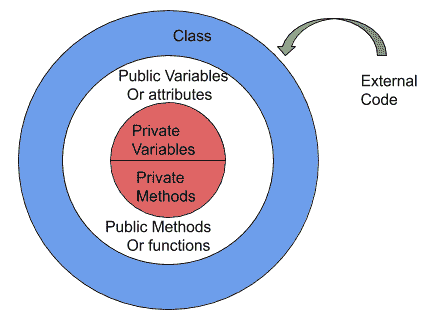 Class
Public Variables
Or attributes
Private
Variables
Private
Methods
Public Methods
Or functions
External
Code